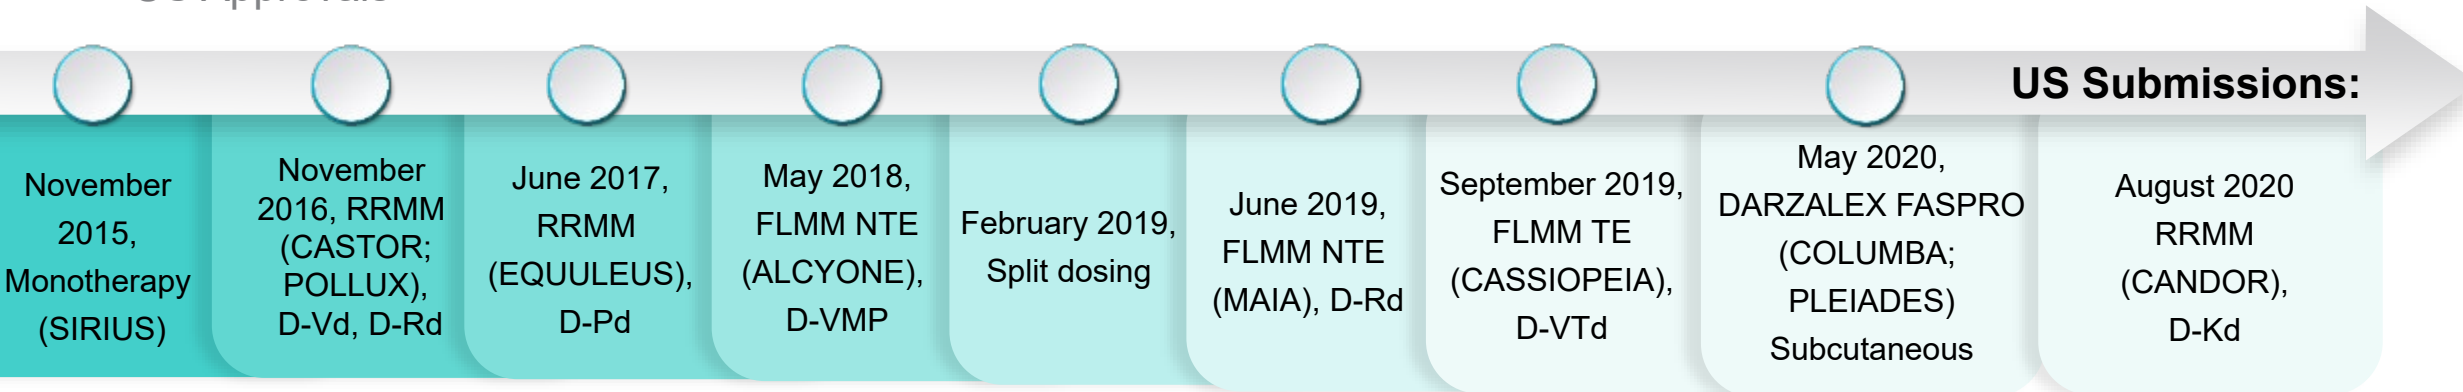 US Submissions:
November
2015,
Monotherapy
(SIRIUS)
November
2016, RRMM
(CASTOR;
POLLUX),
D-Vd, D-Rd
June 2017,
RRMM
(EQUULEUS),
D-Pd
May 2018,
FLMM NTE
(ALCYONE),
D-VMP
February 2019,
Split dosing
June 2019,
FLMM NTE
(MAIA), D-Rd
September 2019,
FLMM TE
(CASSIOPEIA),
D-VTd
May 2020,
DARZALEX FASPRO
(COLUMBA;
PLEIADES)
Subcutaneous
August 2020
RRMM
(CANDOR),
D-Kd